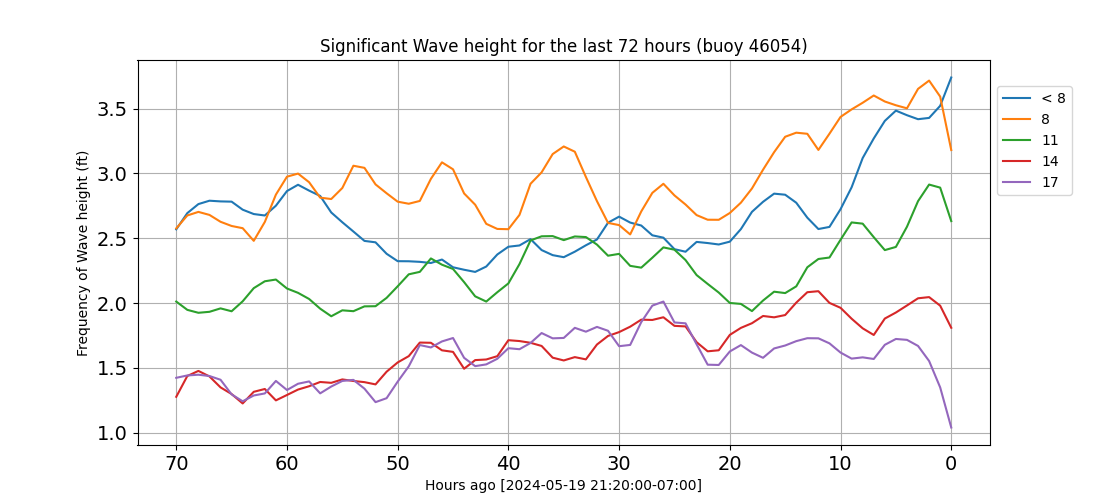 Significant Wave height for the last 72 hours (buoy 46054)
Frequency of Wave height (ft)
3.5
3.0
2.5
2.0
1.5
1.0
70 60 50 40 30 20 10 0
Hours ago [2024-05-19 21:20:00-07:00]
< 8
8
11
14
17